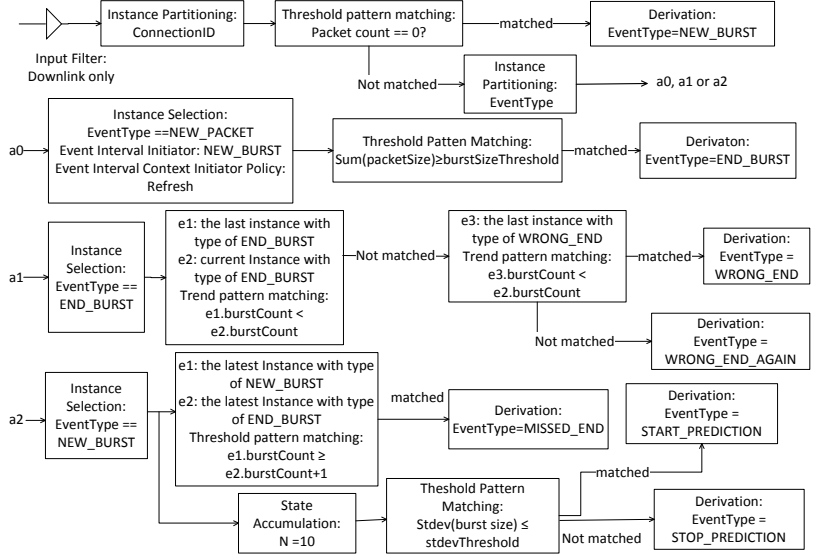 Input Filter:
Downlink only
Instance Partitioning:
ConnectionID
Threshold pattern matching:
Packet count == 0?
matched
Derivation:
EventType=NEW_BURST
Not matched
Instance
Partitioning:
EventType
a0, a1 or a2
a0
Instance Selection:
EventType ==NEW_PACKET
Event Interval Initiator: NEW_BURST
Event Interval Context Initiator Policy:
Refresh
Threshold Patten Matching:
Sum(packetSize)≥burstSizeThreshold
matched
Derivaton:
EventType=END_BURST
a1
Instance
Selection:
EventType ==
END_BURST
e1: the last instance with
type of END_BURST
e2: current Instance with
type of END_BURST
Trend pattern matching:
e1.burstCount <
e2.burstCount
Not matched
e3: the last instance with
type of WRONG_END
Trend pattern matching:
e3.burstCount <
e2.burstCount
matched
Derivation:
EventType =
WRONG_END
Not matched
Derivation:
EventType =
WRONG_END_AGAIN
a2
Instance
Selection:
EventType ==
NEW_BURST
e1: the latest Instance with type
of NEW_BURST
e2: the latest Instance with type
of END_BURST
Threshold pattern matching:
e1.burstCount ≥
e2.burstCount+1
matched
Derivation:
EventType=MISSED_END
State
Accumulation:
N =10
Theshold Pattern
Matching:
Stdev(burst size) ≤
stdevThreshold
matched
Derivation:
EventType =
START_PREDICTION
Not matched
Derivation:
EventType =
STOP_PREDICTION